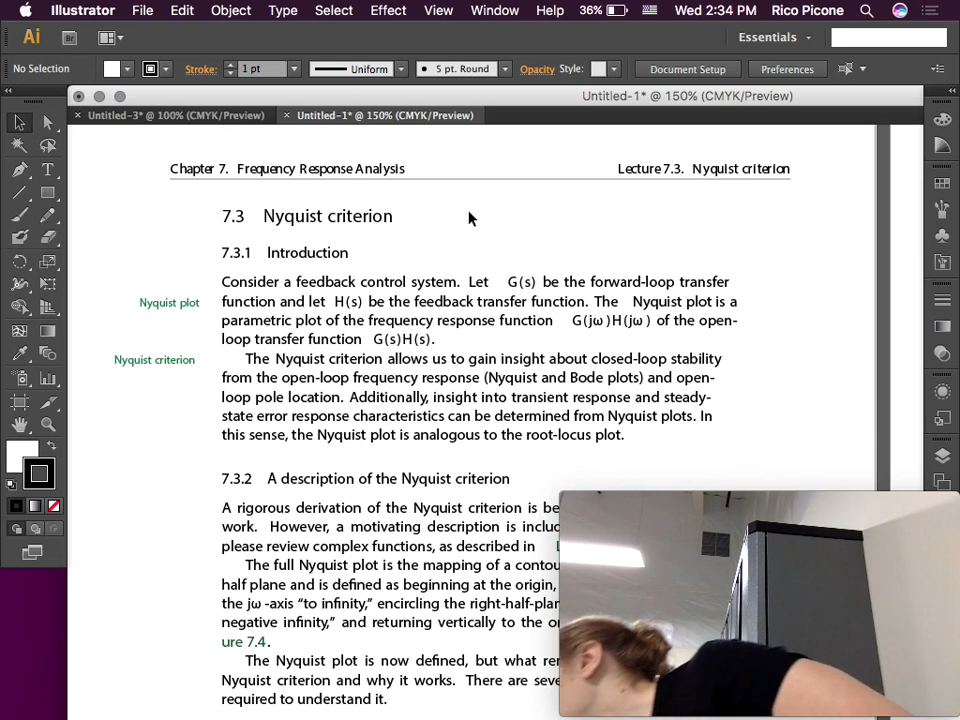 Illustrator File Edit Object Type Select Effect View Window Help 36% Wed 2:34 PM Rico Picone
Ai Br Essentials
No Selection Stroke: 1 pt Uniform 5 pt. Round Opacity Style: Document Setup Preferences
Untitled-1* @ 150% (CMYK/Preview)
× Untitled-3* @ 100% (CMYK/Preview) × Untitled-1* @ 150% (CMYK/Preview)
Chapter 7. Frequency Response Analysis Lecture 7.3. Nyquist criterion
7.3 Nyquist criterion
7.3.1 Introduction
Consider a feedback control system. Let G(s) be the forward-loop transfer
Nyquist plot function and let H(s) be the feedback transfer function. The Nyquist plot is a
parametric plot of the frequency response function G(jω)H(jω) of the open-
loop transfer function G(s)H(s).
Nyquist criterion The Nyquist criterion allows us to gain insight about closed-loop stability
from the open-loop frequency response (Nyquist and Bode plots) and open-
loop pole location. Additionally, insight into transient response and steady-
state error response characteristics can be determined from Nyquist plots. In
this sense, the Nyquist plot is analogous to the root-locus plot.
7.3.2 A description of the Nyquist criterion
A rigorous derivation of the Nyquist criterion is be
work. However, a motivating description is includ
please review complex functions, as described in
The full Nyquist plot is the mapping of a contou
half plane and is defined as beginning at the origin,
the jω-axis “to infinity,” encircling the right-half-plan
negative infinity,” and returning vertically to the or
ure 7.4.
The Nyquist plot is now defined, but what rem
Nyquist criterion and why it works. There are seve
required to understand it.